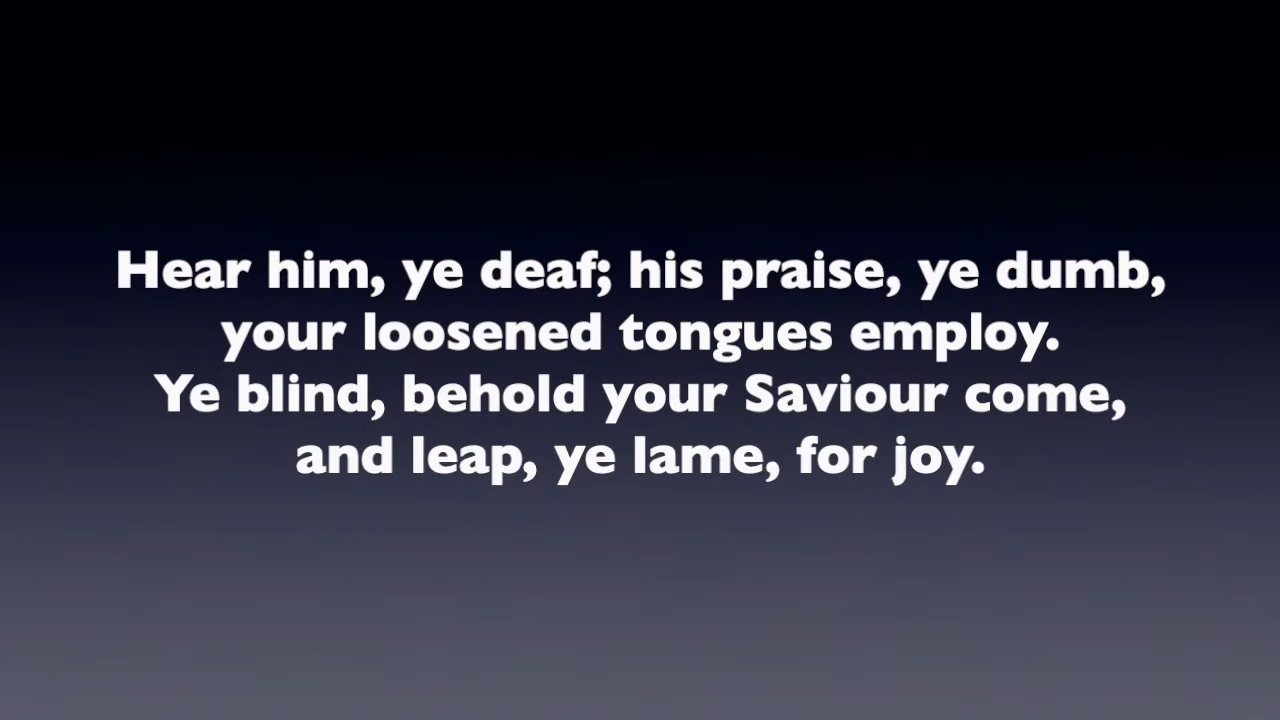 Hear him, ye deaf; his praise, ye dumb,
your loosened tongues employ.
Ye blind, behold your Saviour come,
and leap, ye lame, for joy.